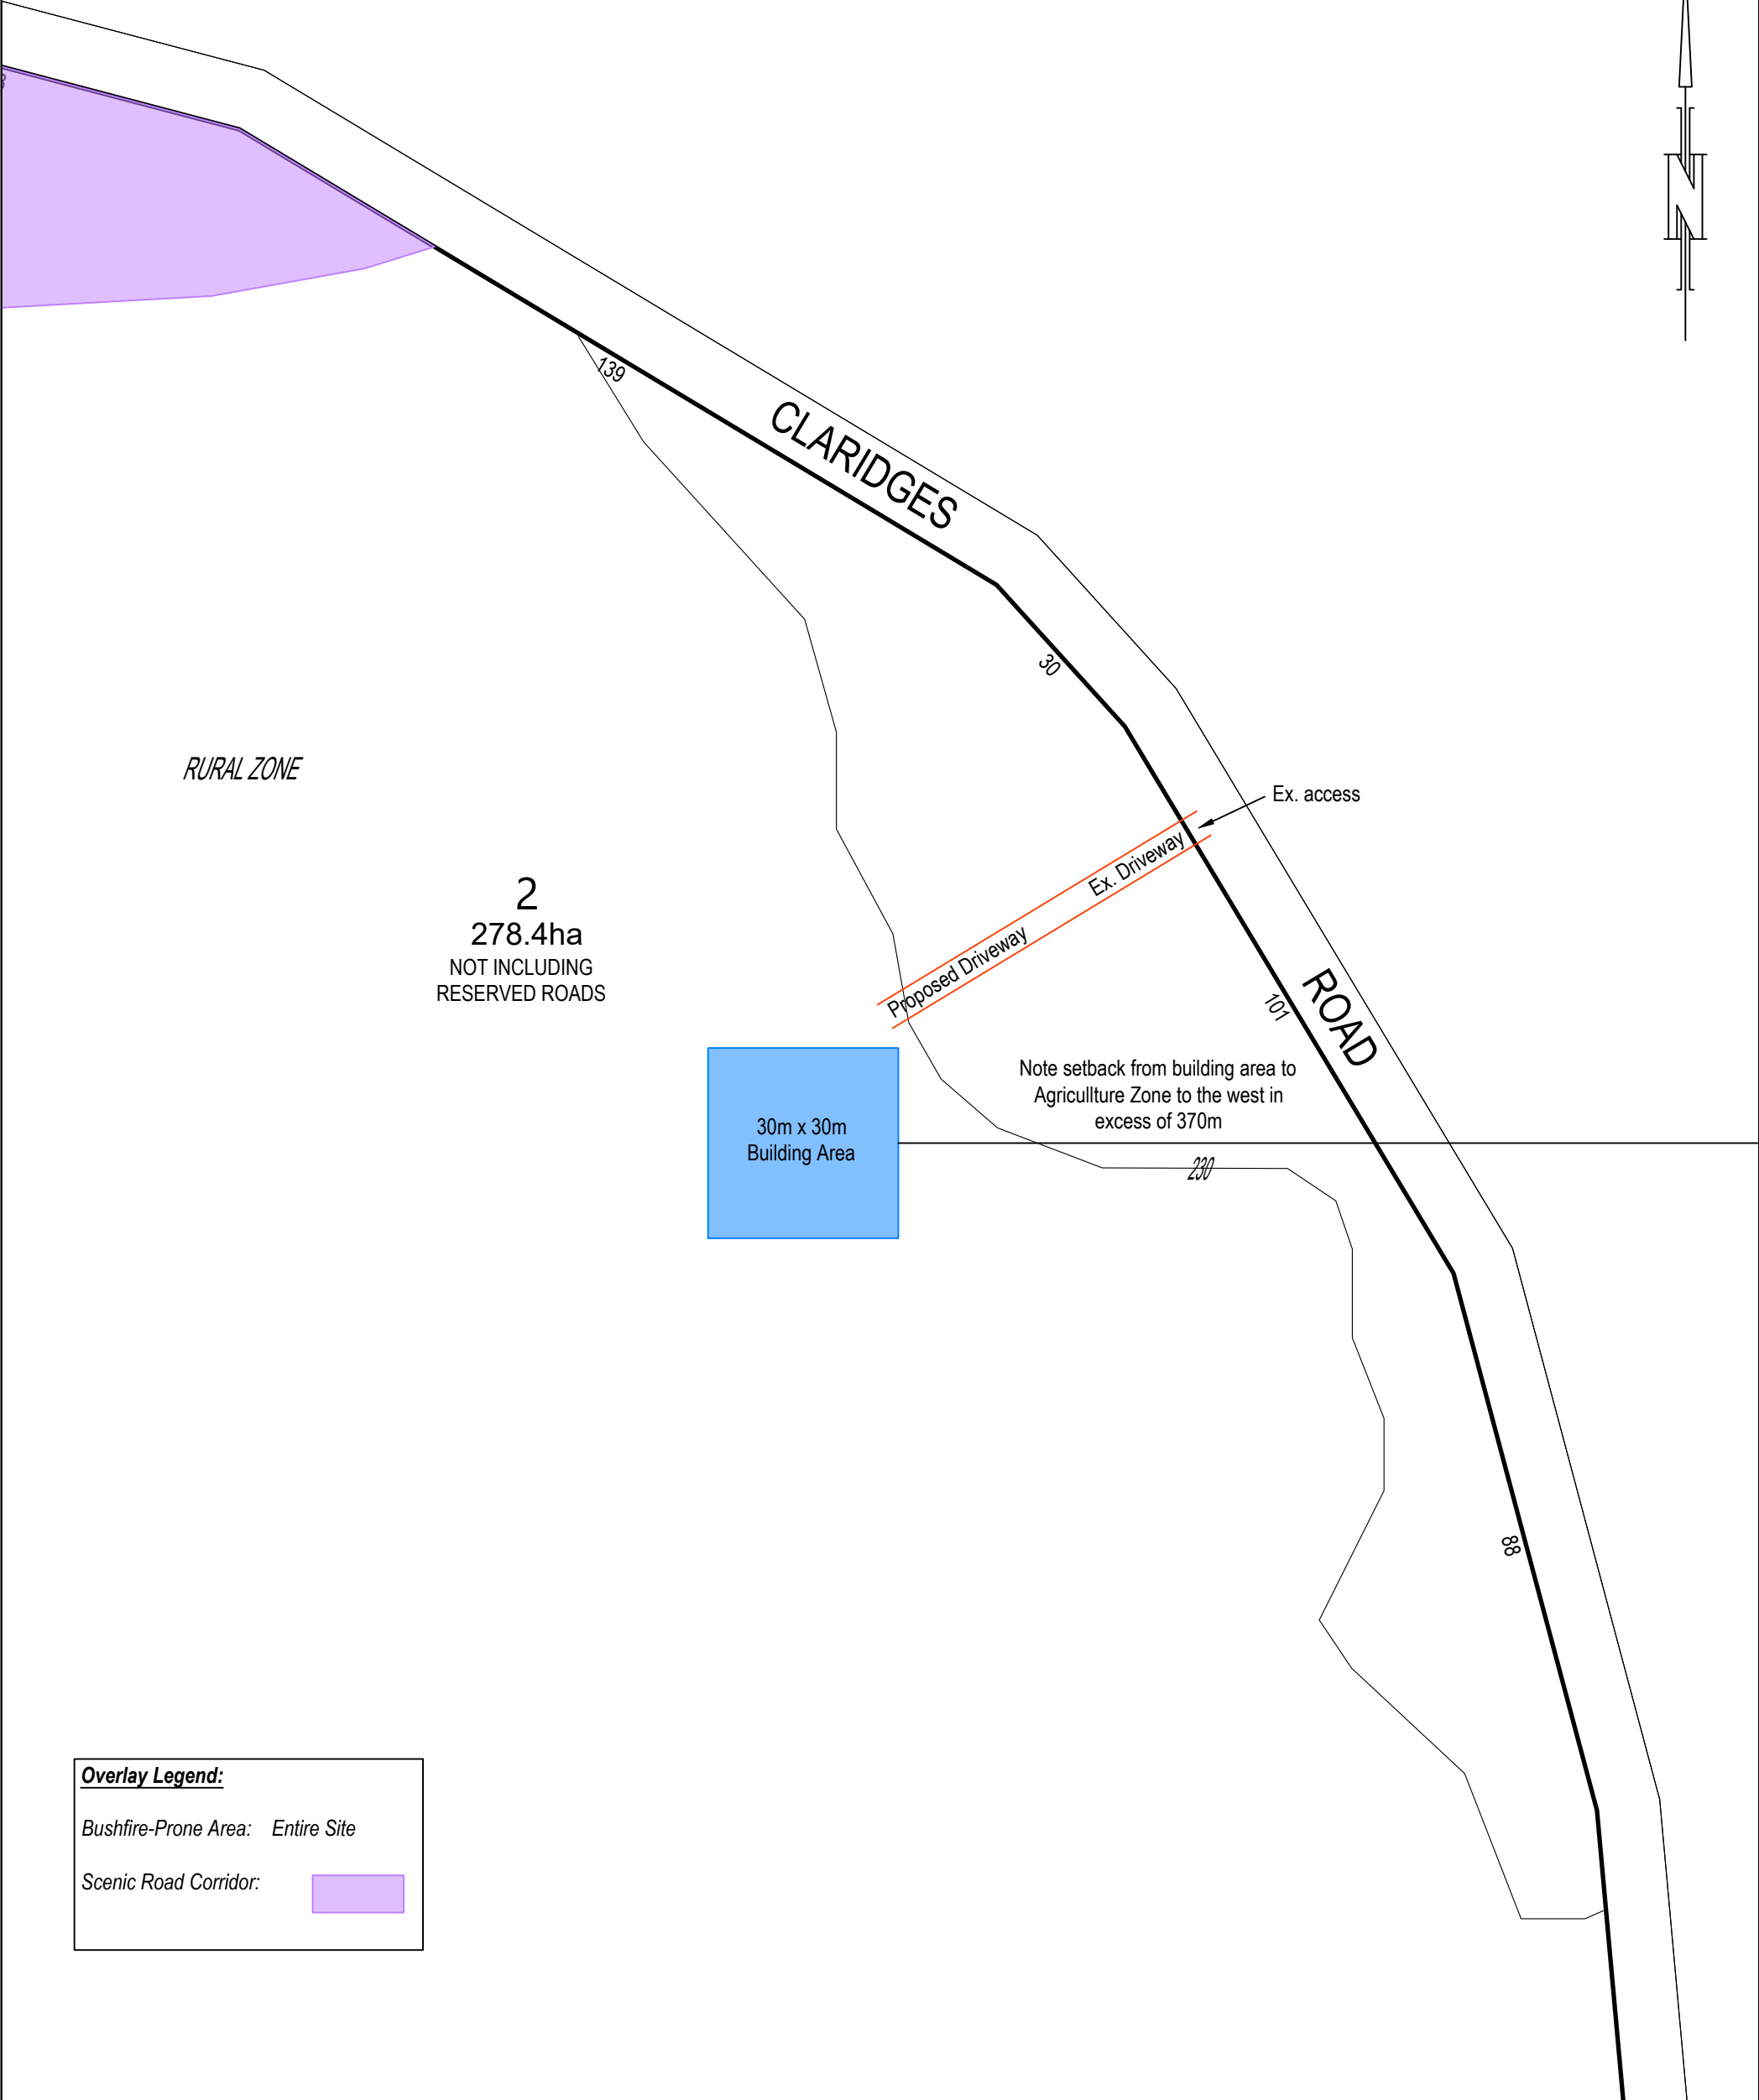 N
139
CLARIDGES
30
RURAL ZONE
Ex. access
Ex. Driveway
2
278.4ha
NOT INCLUDING
RESERVED ROADS
Proposed Driveway
101
ROAD
Note setback from building area to
Agricullture Zone to the west in
excess of 370m
30m x 30m
Building Area
230
88
Overlay Legend:
Bushfire-Prone Area: Entire Site
Scenic Road Corridor: